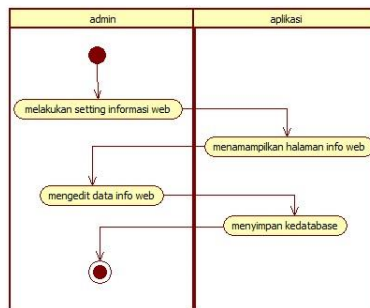 admin
aplikasi
melakukan setting informasi web
menamampilkan halaman info web
mengedit data info web
menyimpan kedatabase